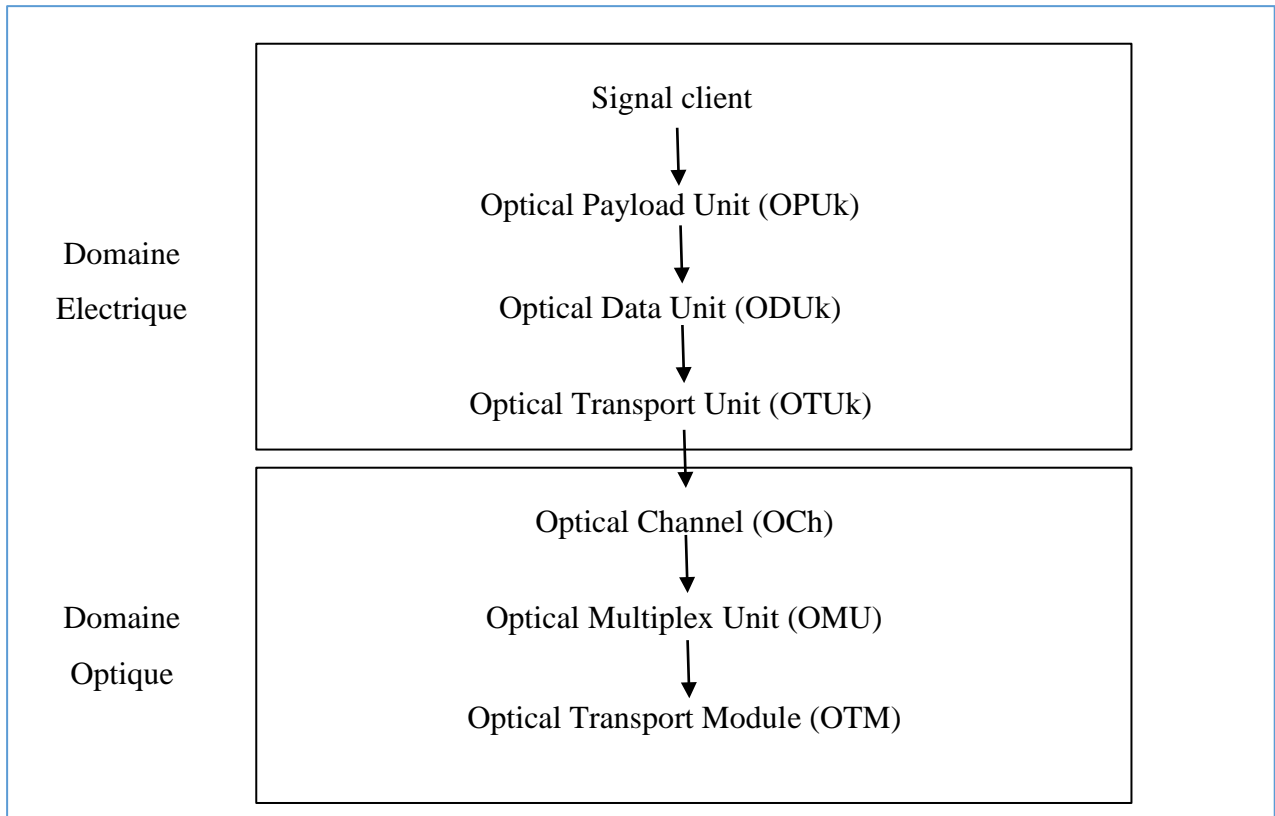 Signal client
Optical Payload Unit (OPUk)
Domaine
Electrique
Optical Data Unit (ODUk)
Optical Transport Unit (OTUk)
Optical Channel (OCh)
Domaine
Optique
Optical Multiplex Unit (OMU)
Optical Transport Module (OTM)